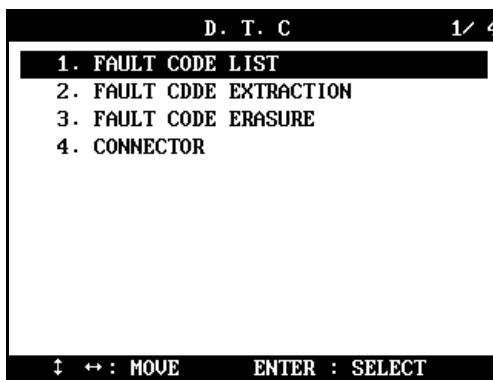 D. T. C 1/ 4
1. FAULT CODE LIST
2. FAULT CDDE EXTRACTION
3. FAULT CODE ERASURE
4. CONNECTOR
↕ ↔: MOVE ENTER : SELECT